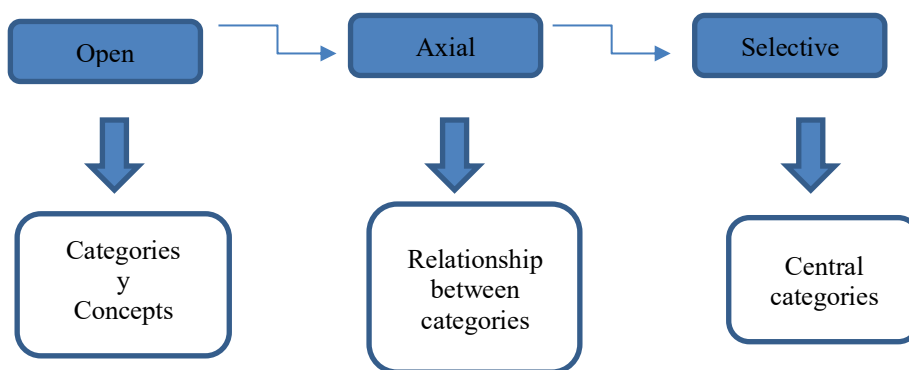 Open
Axial
Selective
Categories
y
Concepts
Relationship
between
categories
Central
categories